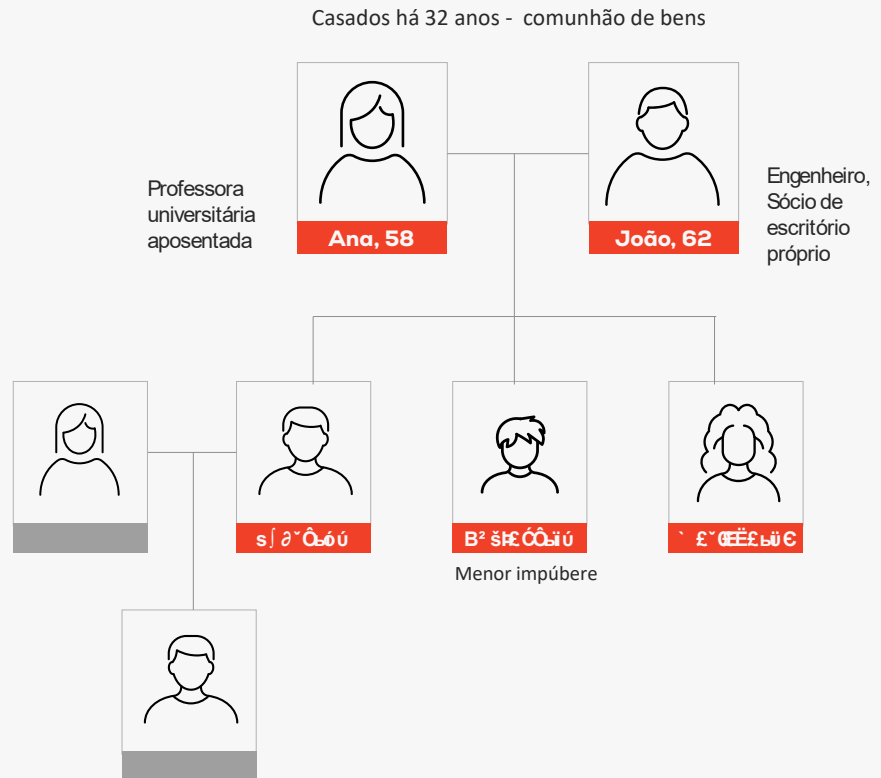 Casados há 32 anos - comunhão de bens
Professora
universitária
aposentada
Ana, 58
João, 62
Engenheiro,
Sócio de
escritório
próprio
Menor impúbere